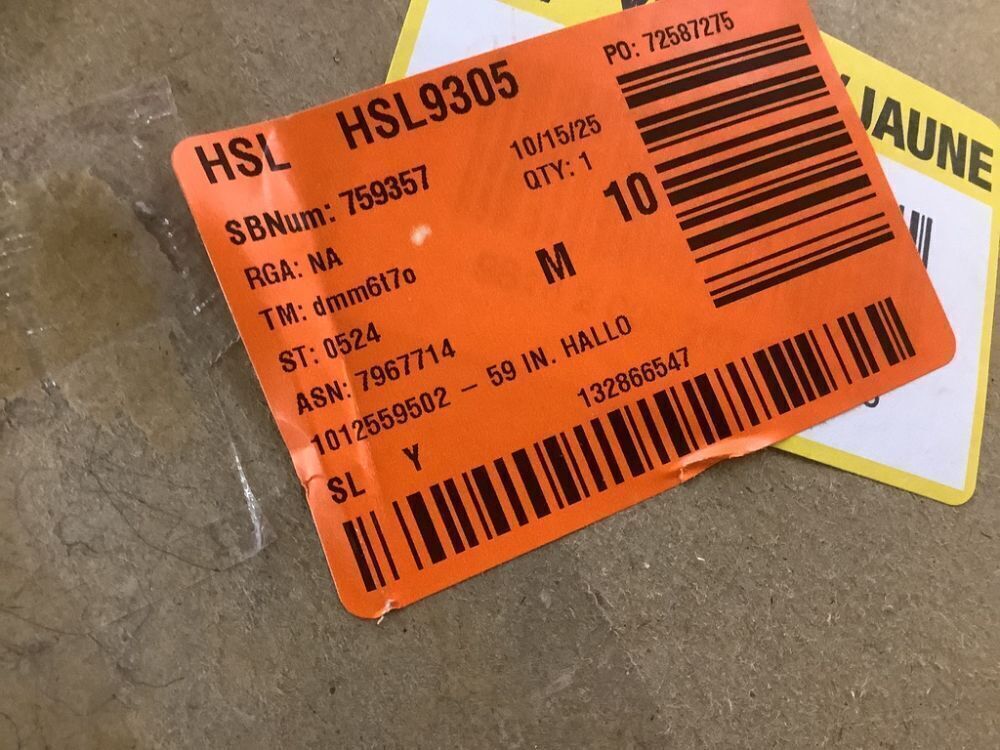 HSL HSL9305
PO: 72587275
SBNum: 759357
10/15/25
RGA: NA
QTY: 1
TM: dmm6t7o
10
ST: 0524
M
ASN: 7967714
1012559502 - 59 IN. HALLO
SL Y
132866547
JAUNE